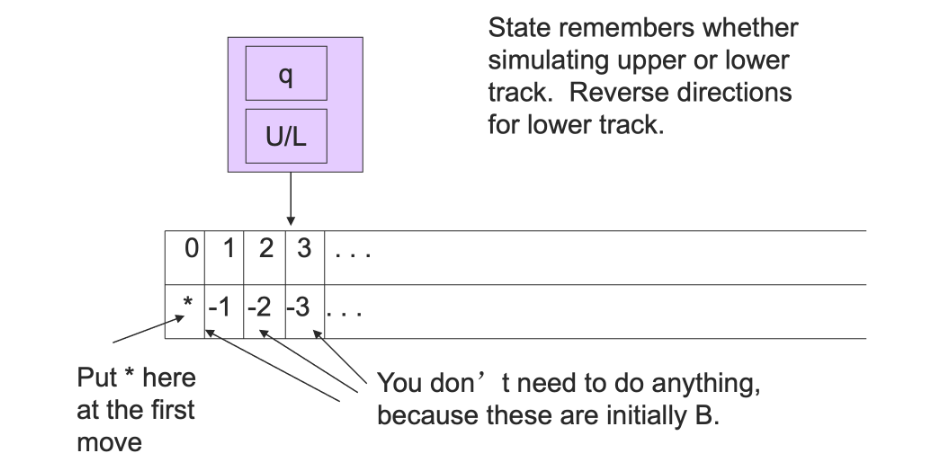 State remembers whether
simulating upper or lower
track.  Reverse directions
for lower track.
q
U/L
0 1 2 3 . . .
* -1 -2 -3 . . .
Put * here
at the first
move
You don’t need to do anything,
because these are initially B.